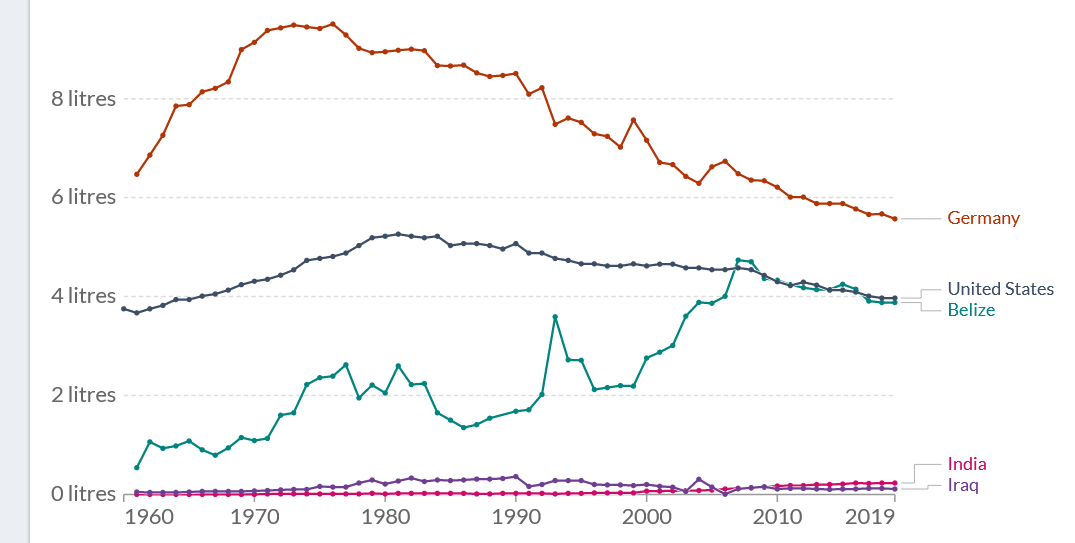 8 litres
6 litres
4 litres
2 litres
0 litres
1960 1970 1980 1990 2000 2010 2019
Germany
United States
Belize
India
Iraq